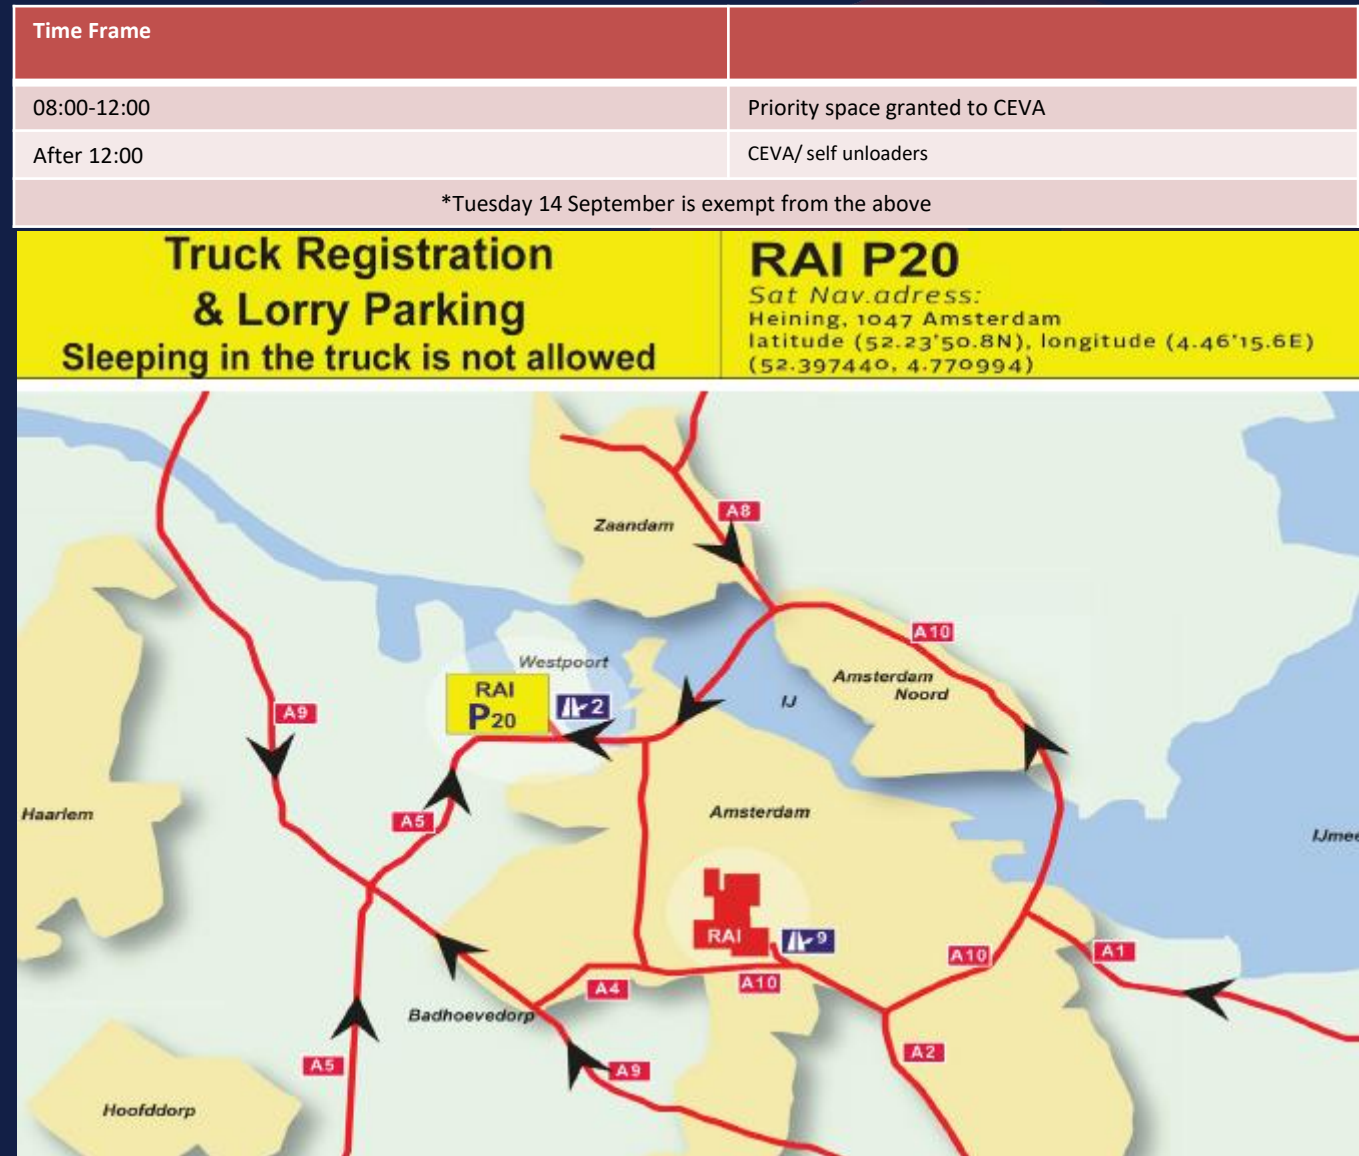 Time Frame
08:00-12:00
Priority space granted to CEVA
After 12:00
CEVA/ self unloaders
*Tuesday 14 September is exempt from the above
Truck Registration
& Lorry Parking
Sleeping in the truck is not allowed
RAI P20
Sat Nav.adress:
Heining, 1047 Amsterdam
latitude (52.23'50.8N), longitude (4.46'15.6E)
(52.397440, 4.770994)
A8
Zaandam
A10
Westpoort
Amsterdam
Noord
RAI
P20
2
IJ
A9
Haarlem
A5
Amsterdam
IJmee
RAI
9
A10
A1
A4
A10
Badhoevedorp
A2
A5
A9
Hoofddorp